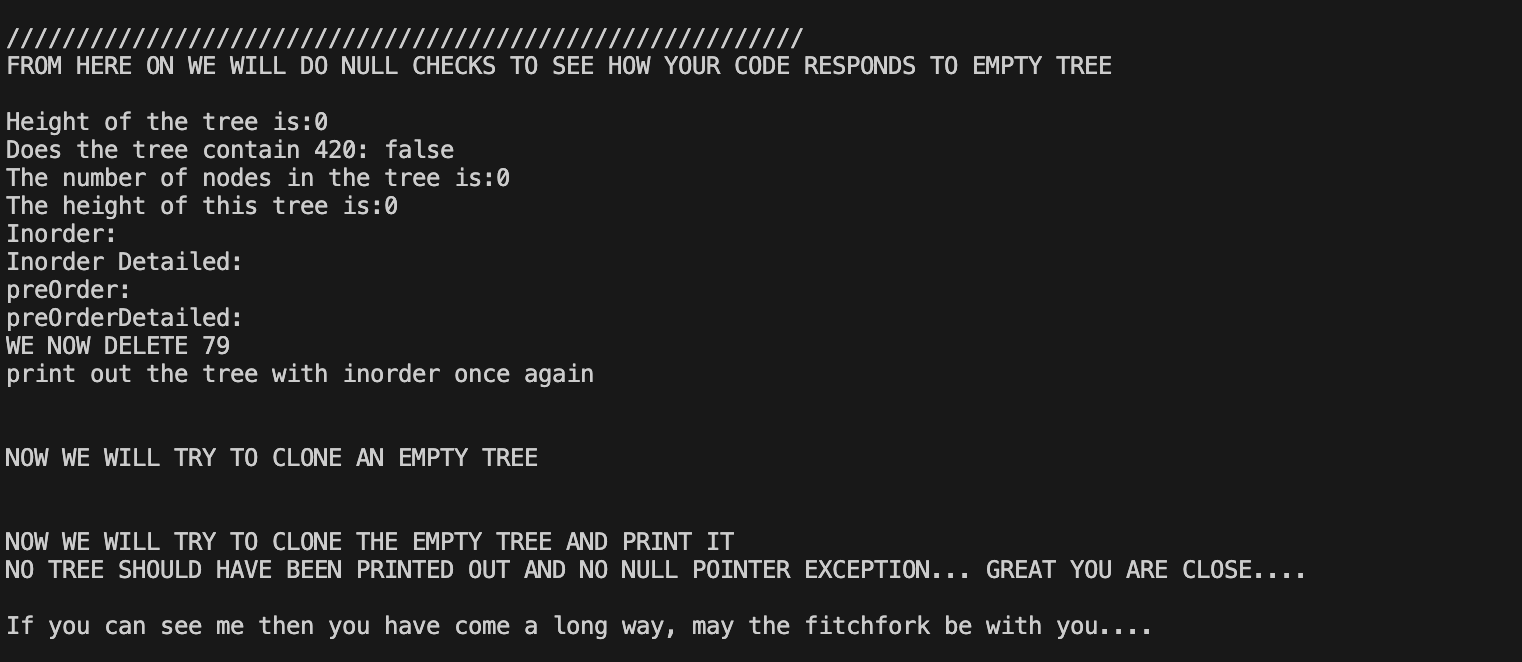 /////////////////////////////////////////////////////////
FROM HERE ON WE WILL DO NULL CHECKS TO SEE HOW YOUR CODE RESPONDS TO EMPTY TREE
Height of the tree is:0
Does the tree contain 420: false
The number of nodes in the tree is:0
The height of this tree is:0
Inorder:
Inorder Detailed:
preOrder:
preOrderDetailed:
WE NOW DELETE 79
print out the tree with inorder once again
NOW WE WILL TRY TO CLONE AN EMPTY TREE
NOW WE WILL TRY TO CLONE THE EMPTY TREE AND PRINT IT
NO TREE SHOULD HAVE BEEN PRINTED OUT AND NO NULL POINTER EXCEPTION... GREAT YOU ARE CLOSE....
If you can see me then you have come a long way, may the fitchfork be with you....